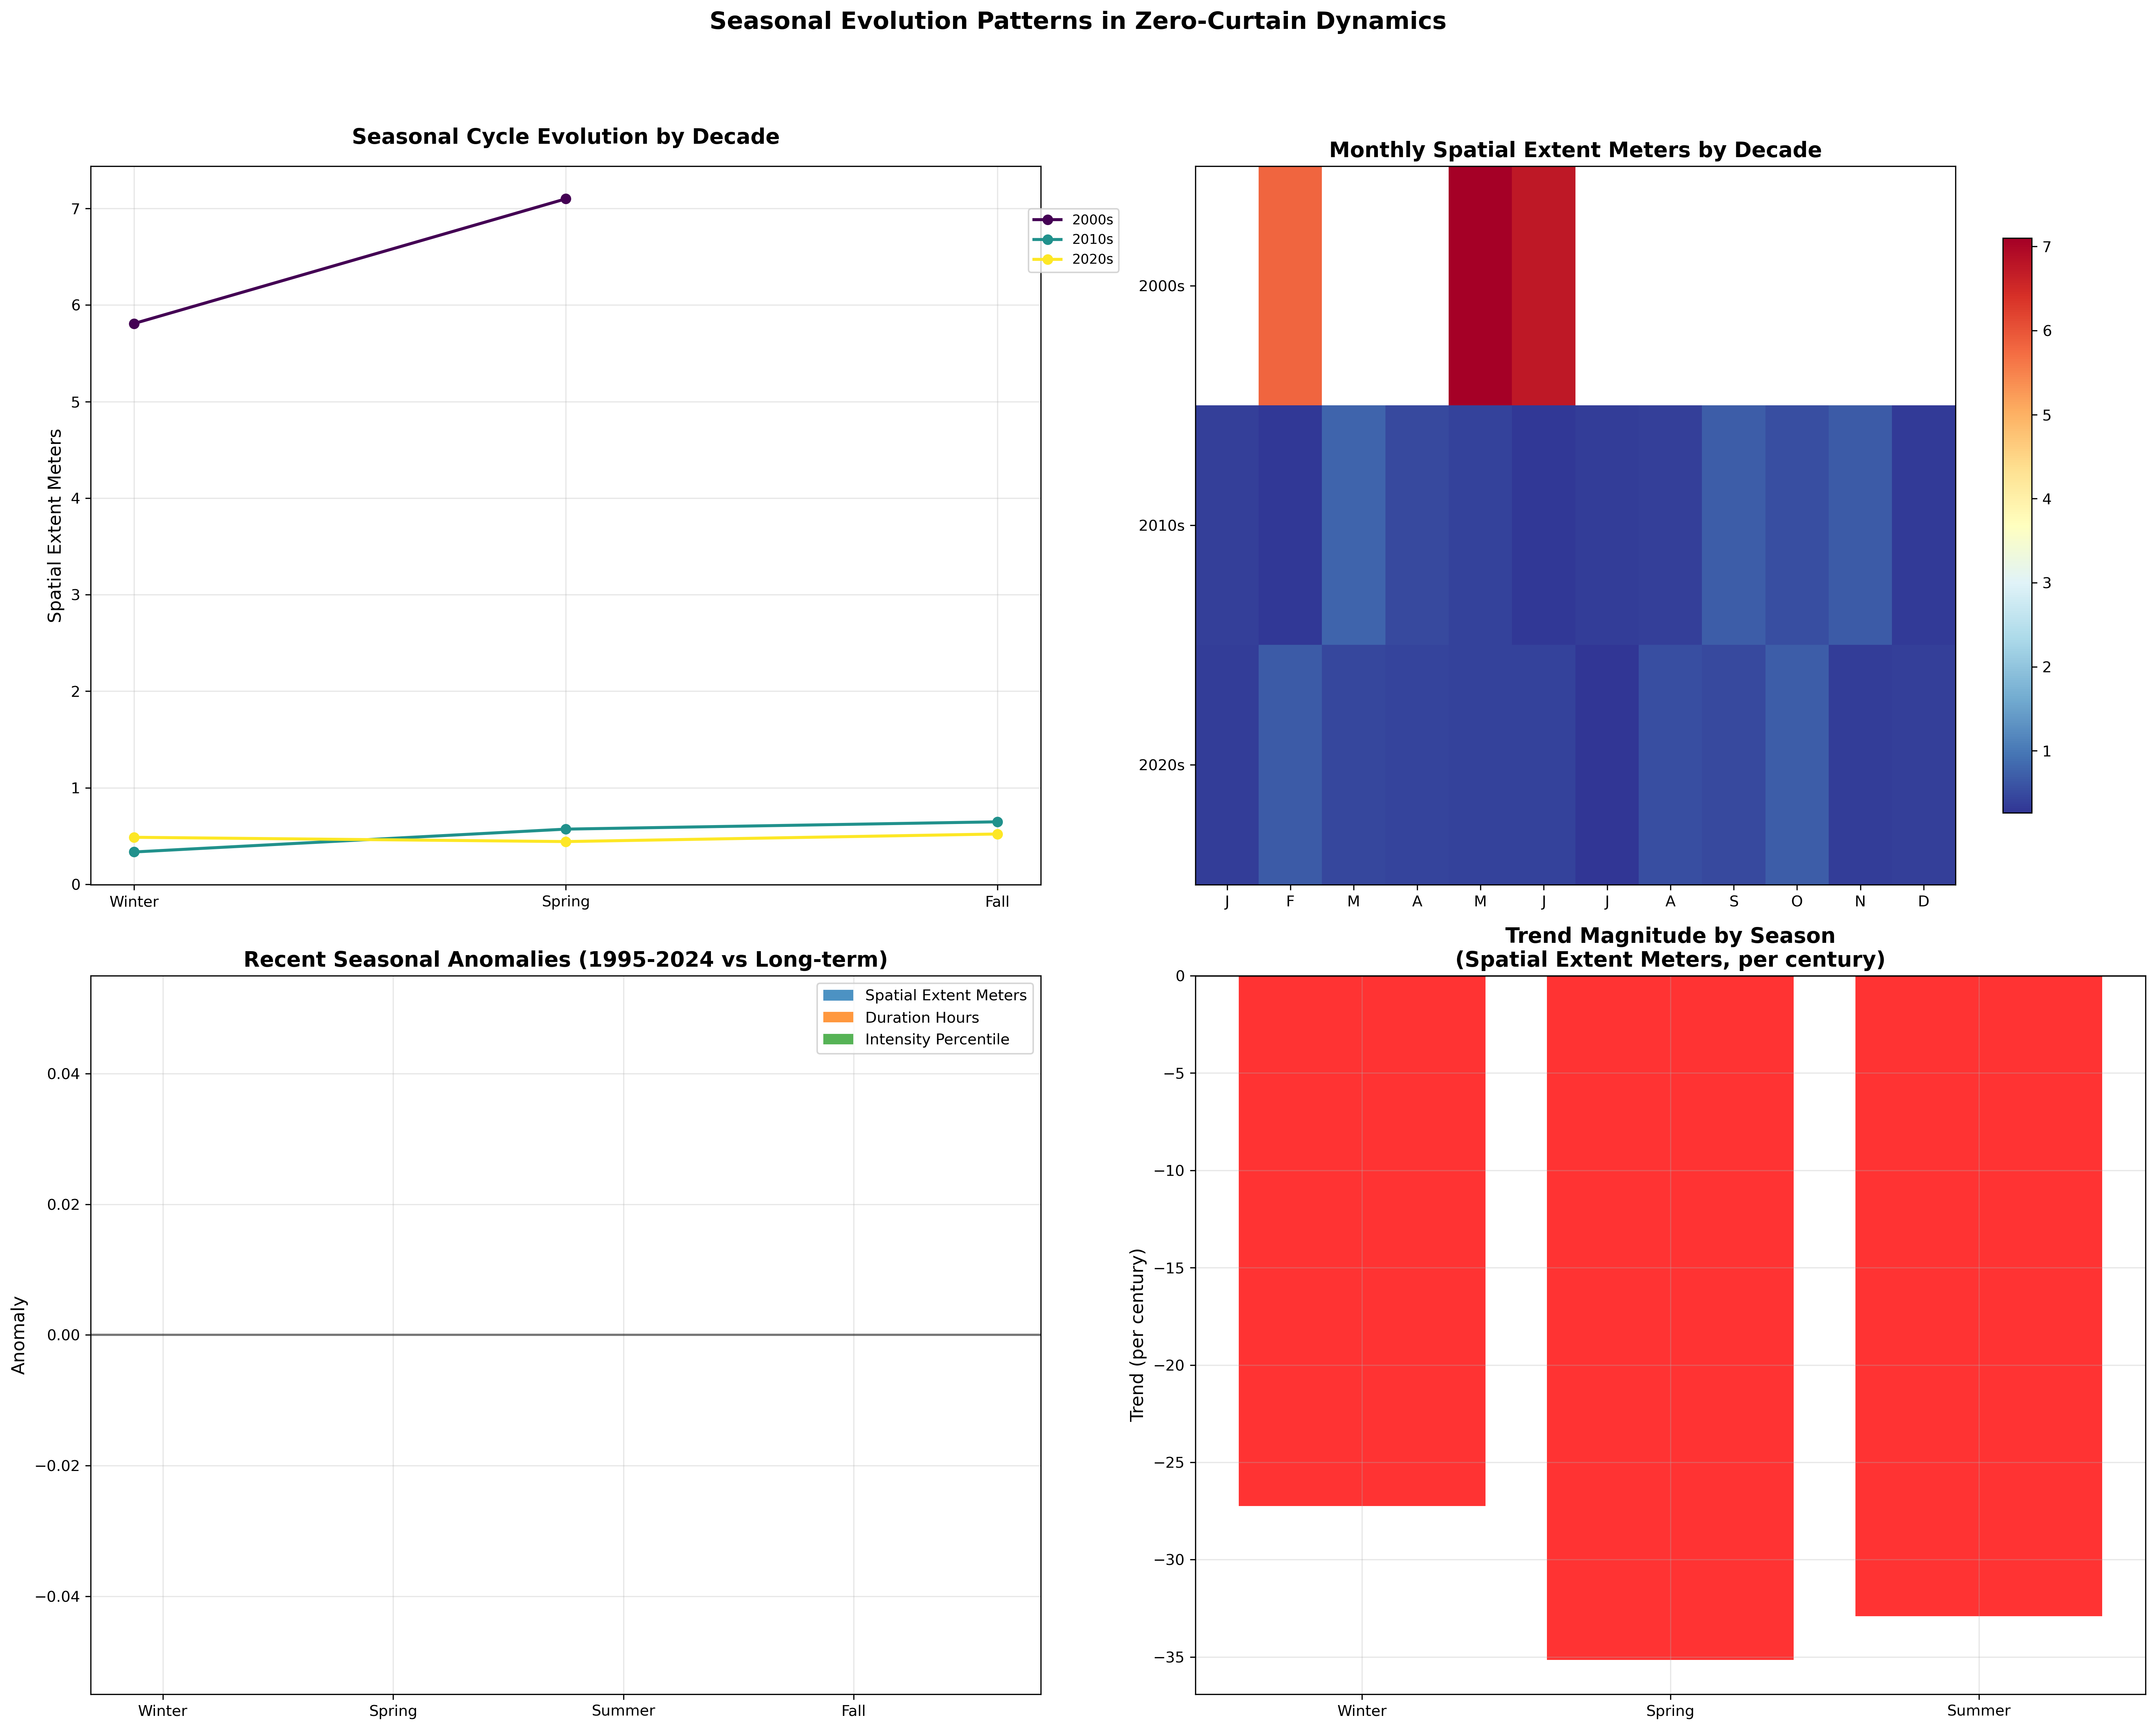 Seasonal Evolution Patterns in Zero-Curtain Dynamics
Seasonal Cycle Evolution by Decade
Spatial Extent Meters
7
6
5
4
3
2
1
0
Winter
Spring
Fall
2000s
2010s
2020s
Monthly Spatial Extent Meters by Decade
2000s
2010s
2020s
J
F
M
A
M
J
J
A
S
O
N
D
7
6
5
4
3
2
1
Recent Seasonal Anomalies (1995-2024 vs Long-term)
Anomaly
0.04
0.02
0.00
−0.02
−0.04
Winter
Spring
Summer
Fall
Spatial Extent Meters
Duration Hours
Intensity Percentile
Trend Magnitude by Season
(Spatial Extent Meters, per century)
Trend (per century)
0
−5
−10
−15
−20
−25
−30
−35
Winter
Spring
Summer